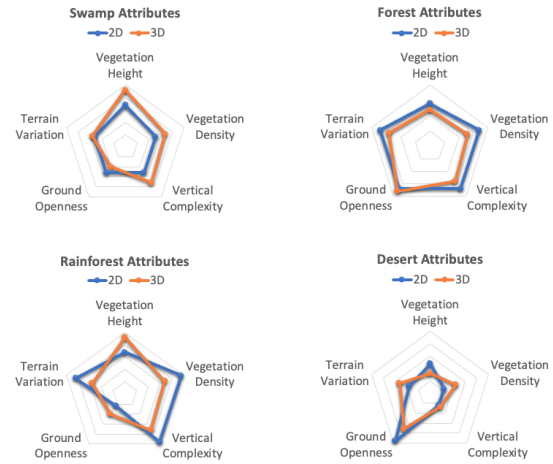 Swamp Attributes
2D 3D
Vegetation
Height
Vegetation
Density
Vertical
Complexity
Ground
Openness
Terrain
Variation
Forest Attributes
2D 3D
Vegetation
Height
Vegetation
Density
Vertical
Complexity
Ground
Openness
Terrain
Variation
Rainforest Attributes
2D 3D
Vegetation
Height
Vegetation
Density
Vertical
Complexity
Ground
Openness
Terrain
Variation
Desert Attributes
2D 3D
Vegetation
Height
Vegetation
Density
Vertical
Complexity
Ground
Openness
Terrain
Variation